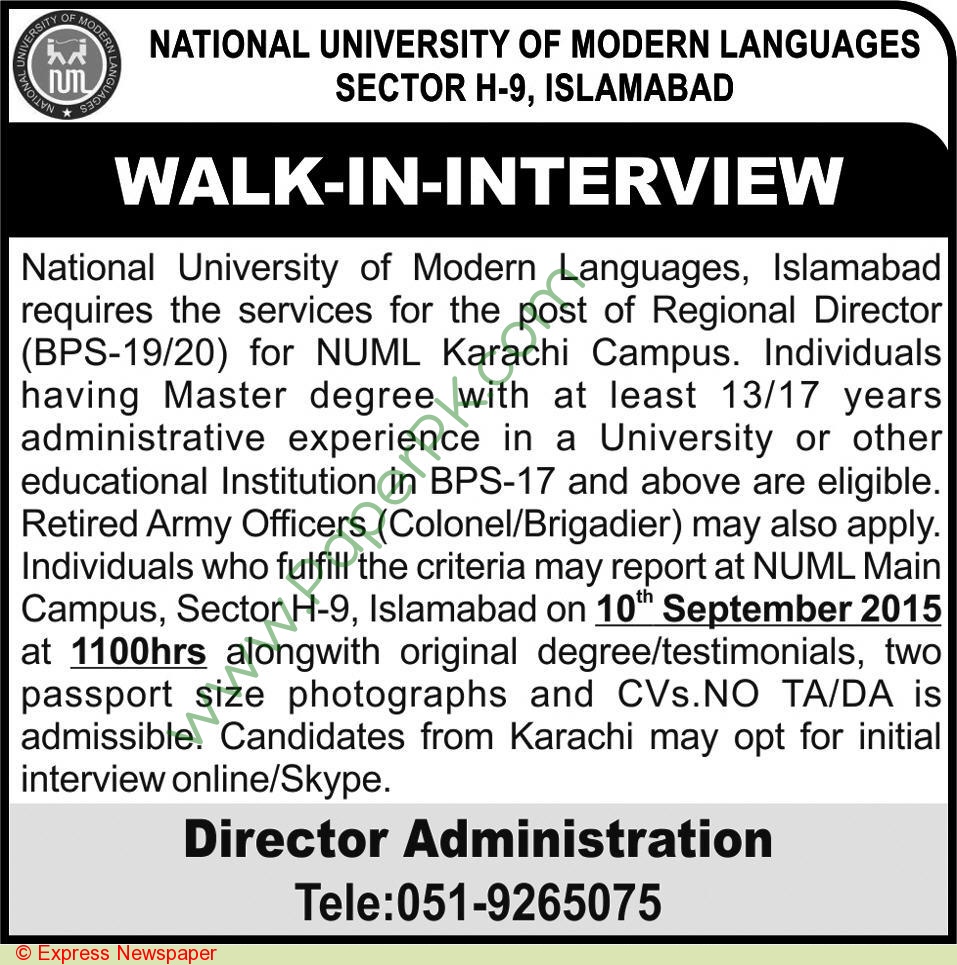 NATIONAL UNIVERSITY OF MODERN LANGUAGES
NUML
NATIONAL UNIVERSITY OF MODERN LANGUAGES
SECTOR H-9, ISLAMABAD
WALK-IN-INTERVIEW
National University of Modern Languages, Islamabad
requires the services for the post of Regional Director
(BPS-19/20) for NUML Karachi Campus. Individuals
having Master degree with at least 13/17 years
administrative experience in a University or other
educational Institution in BPS-17 and above are eligible.
Retired Army Officers (Colonel/Brigadier) may also apply.
Individuals who fulfill the criteria may report at NUML Main
Campus, Sector H-9, Islamabad on 10th September 2015
at 1100hrs alongwith original degree/testimonials, two
passport size photographs and CVs.NO TA/DA is
admissible. Candidates from Karachi may opt for initial
interview online/Skype.
www.PaperPK.com
Director Administration
Tele:051-9265075
© Express Newspaper